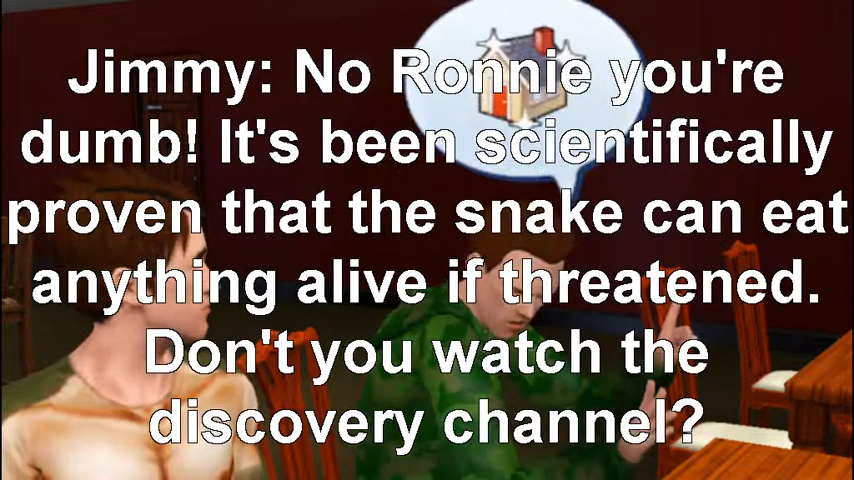 Jimmy: No Ronnie you're
dumb! It's been scientifically
proven that the snake can eat
anything alive if threatened.
Don't you watch the
discovery channel?